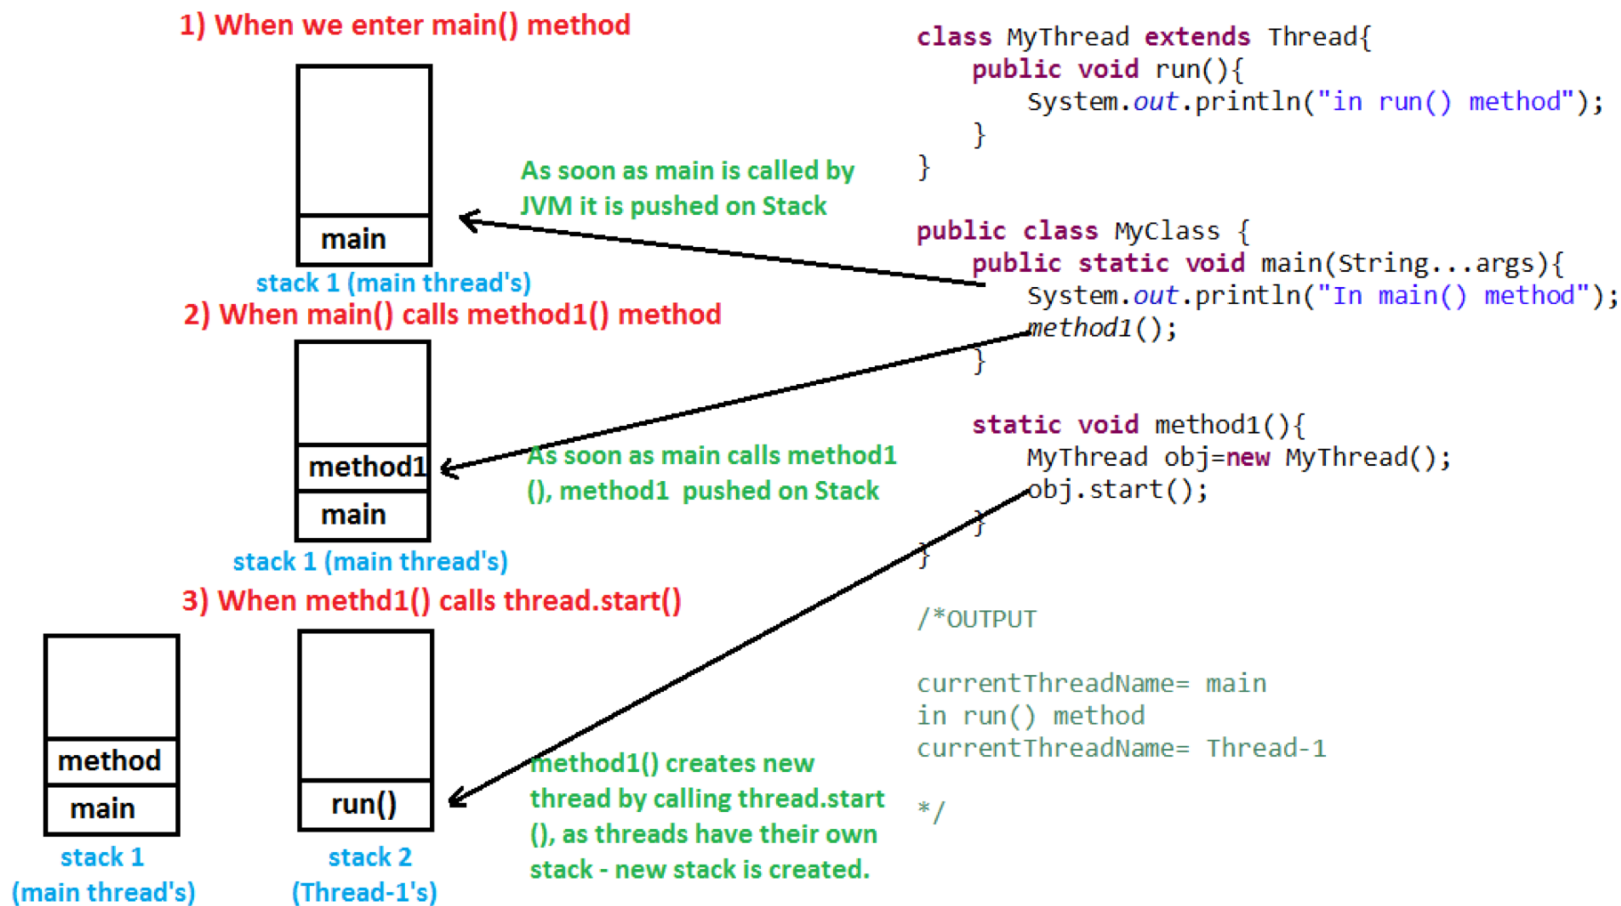 1) When we enter main() method
main
stack 1 (main thread's)
As soon as main is called by
JVM it is pushed on Stack
2) When main() calls method1() method
method1
main
stack 1 (main thread's)
As soon as main calls method1
(), method1 pushed on Stack
3) When methd1() calls thread.start()
method
main
stack 1
(main thread's)
run()
stack 2
(Thread-1's)
method1() creates new
thread by calling thread.start
(), as threads have their own
stack - new stack is created.
class MyThread extends Thread{
public void run(){
System.out.println("in run() method");
}
}
public class MyClass {
public static void main(String...args){
System.out.println("In main() method");
method1();
}
static void method1(){
MyThread obj=new MyThread();
obj.start();
}
}
/*OUTPUT
currentThreadName= main
in run() method
currentThreadName= Thread-1
*/